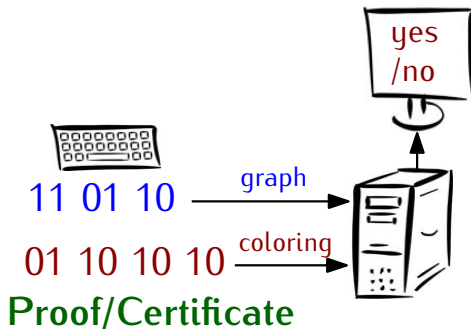 yes
/no
graph
11 01 10
coloring
01 10 10 10
Proof/Certificate